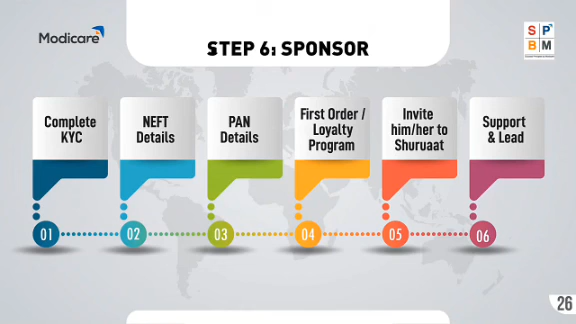 Modicare
STEP 6: SPONSOR
S P
B M
Complete
KYC
NEFT
Details
PAN
Details
First Order /
Loyalty
Program
Invite
him/her to
Shuruaat
Support
& Lead
01
02
03
04
05
06
26